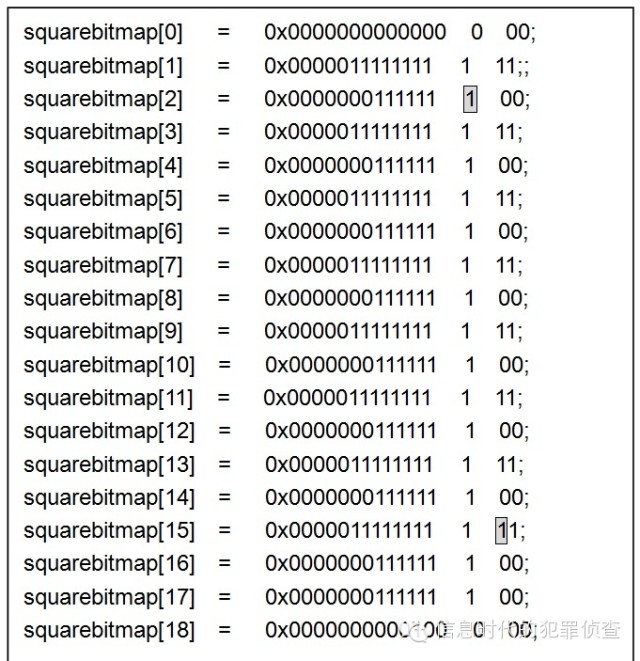 squarebitmap[0] = 0x0000000000000 0 00;
squarebitmap[1] = 0x0000011111111 1 11;;
squarebitmap[2] = 0x0000000111111 1 00;
squarebitmap[3] = 0x0000011111111 1 11;
squarebitmap[4] = 0x0000000111111 1 00;
squarebitmap[5] = 0x0000011111111 1 11;
squarebitmap[6] = 0x0000000111111 1 00;
squarebitmap[7] = 0x0000011111111 1 11;
squarebitmap[8] = 0x0000000111111 1 00;
squarebitmap[9] = 0x0000011111111 1 11;
squarebitmap[10] = 0x0000000111111 1 00;
squarebitmap[11] = 0x0000011111111 1 11;
squarebitmap[12] = 0x0000000111111 1 00;
squarebitmap[13] = 0x0000011111111 1 11;
squarebitmap[14] = 0x0000000111111 1 00;
squarebitmap[15] = 0x0000011111111 1 11;
squarebitmap[16] = 0x0000000111111 1 00;
squarebitmap[17] = 0x0000000111111 1 00;
squarebitmap[18] = 0 00;
信息时代的犯罪侦查